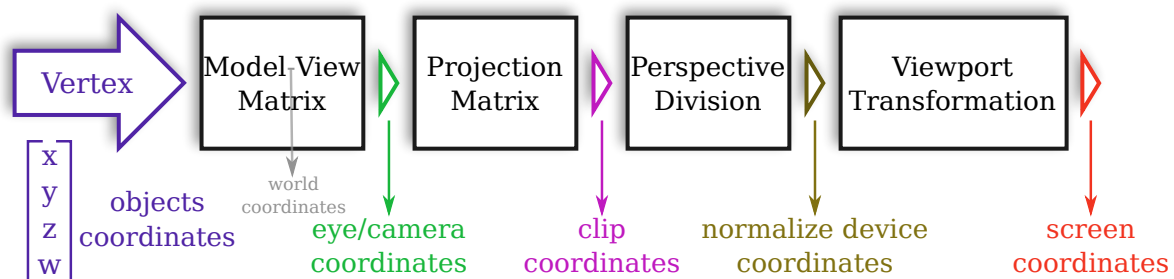 Vertex
Model-View
Matrix
Projection
Matrix
Perspective
Division
Viewport
Transformation
x
y
z
w
objects
coordinates
world
coordinates
eye/camera
coordinates
clip
coordinates
normalize device
coordinates
screen
coordinates